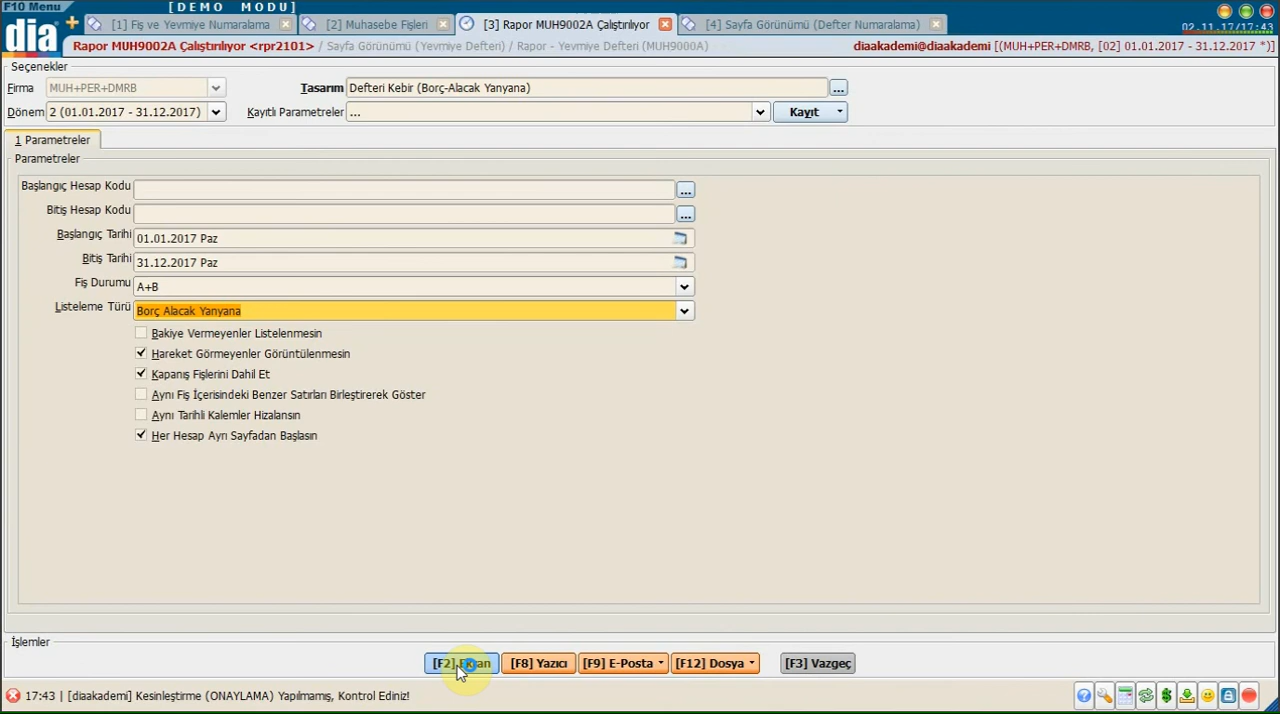 F10 Menu [DEMO MODU]
dia + [1] Fiş ve Yevmiye Numaralama [2] Muhasebe Fişleri [3] Rapor MUH9002A Çalıştırılıyor [4] Sayfa Görünümü (Defter Numaralama) 02-11-17/17:43
Rapor MUH9002A Çalıştırılıyor <rpr2101> / Sayfa Görünümü (Yevmiye Defteri) / Rapor - Yevmiye Defteri (MUH9000A) diaakademi@diaakademi [(MUH+PER+DMRB, [02] 01.01.2017 - 31.12.2017 *)]
Seçenekler
Firma MUH+PER+DMRB Tasarım Defteri Kebir (Borç-Alacak Yanyana) ...
Dönem 2 (01.01.2017 - 31.12.2017) Kayıtlı Parametreler ... Kayıt
1 Parametreler
Parametreler
Başlangıç Hesap Kodu ...
Bitiş Hesap Kodu ...
Başlangıç Tarihi 01.01.2017 Paz
Bitiş Tarihi 31.12.2017 Paz
Fiş Durumu A+B
Listeleme Türü Borç Alacak Yanyana
Bakiye Vermeyenler Listelenmesin
Hareket Görmeyenler Görüntülenmesin
Kapanış Fişlerini Dahil Et
Aynı Fiş İçerisindeki Benzer Satırları Birleştirerek Göster
Aynı Tarihli Kalemler Hizalansın
Her Hesap Ayrı Sayfadan Başlasın
İşlemler
[F2] Ekran [F8] Yazıcı [F9] E-Posta [F12] Dosya [F3] Vazgeç
17:43 | [diaakademi] Kesinleştirme (ONAYLAMA) Yapılmamış, Kontrol Ediniz!